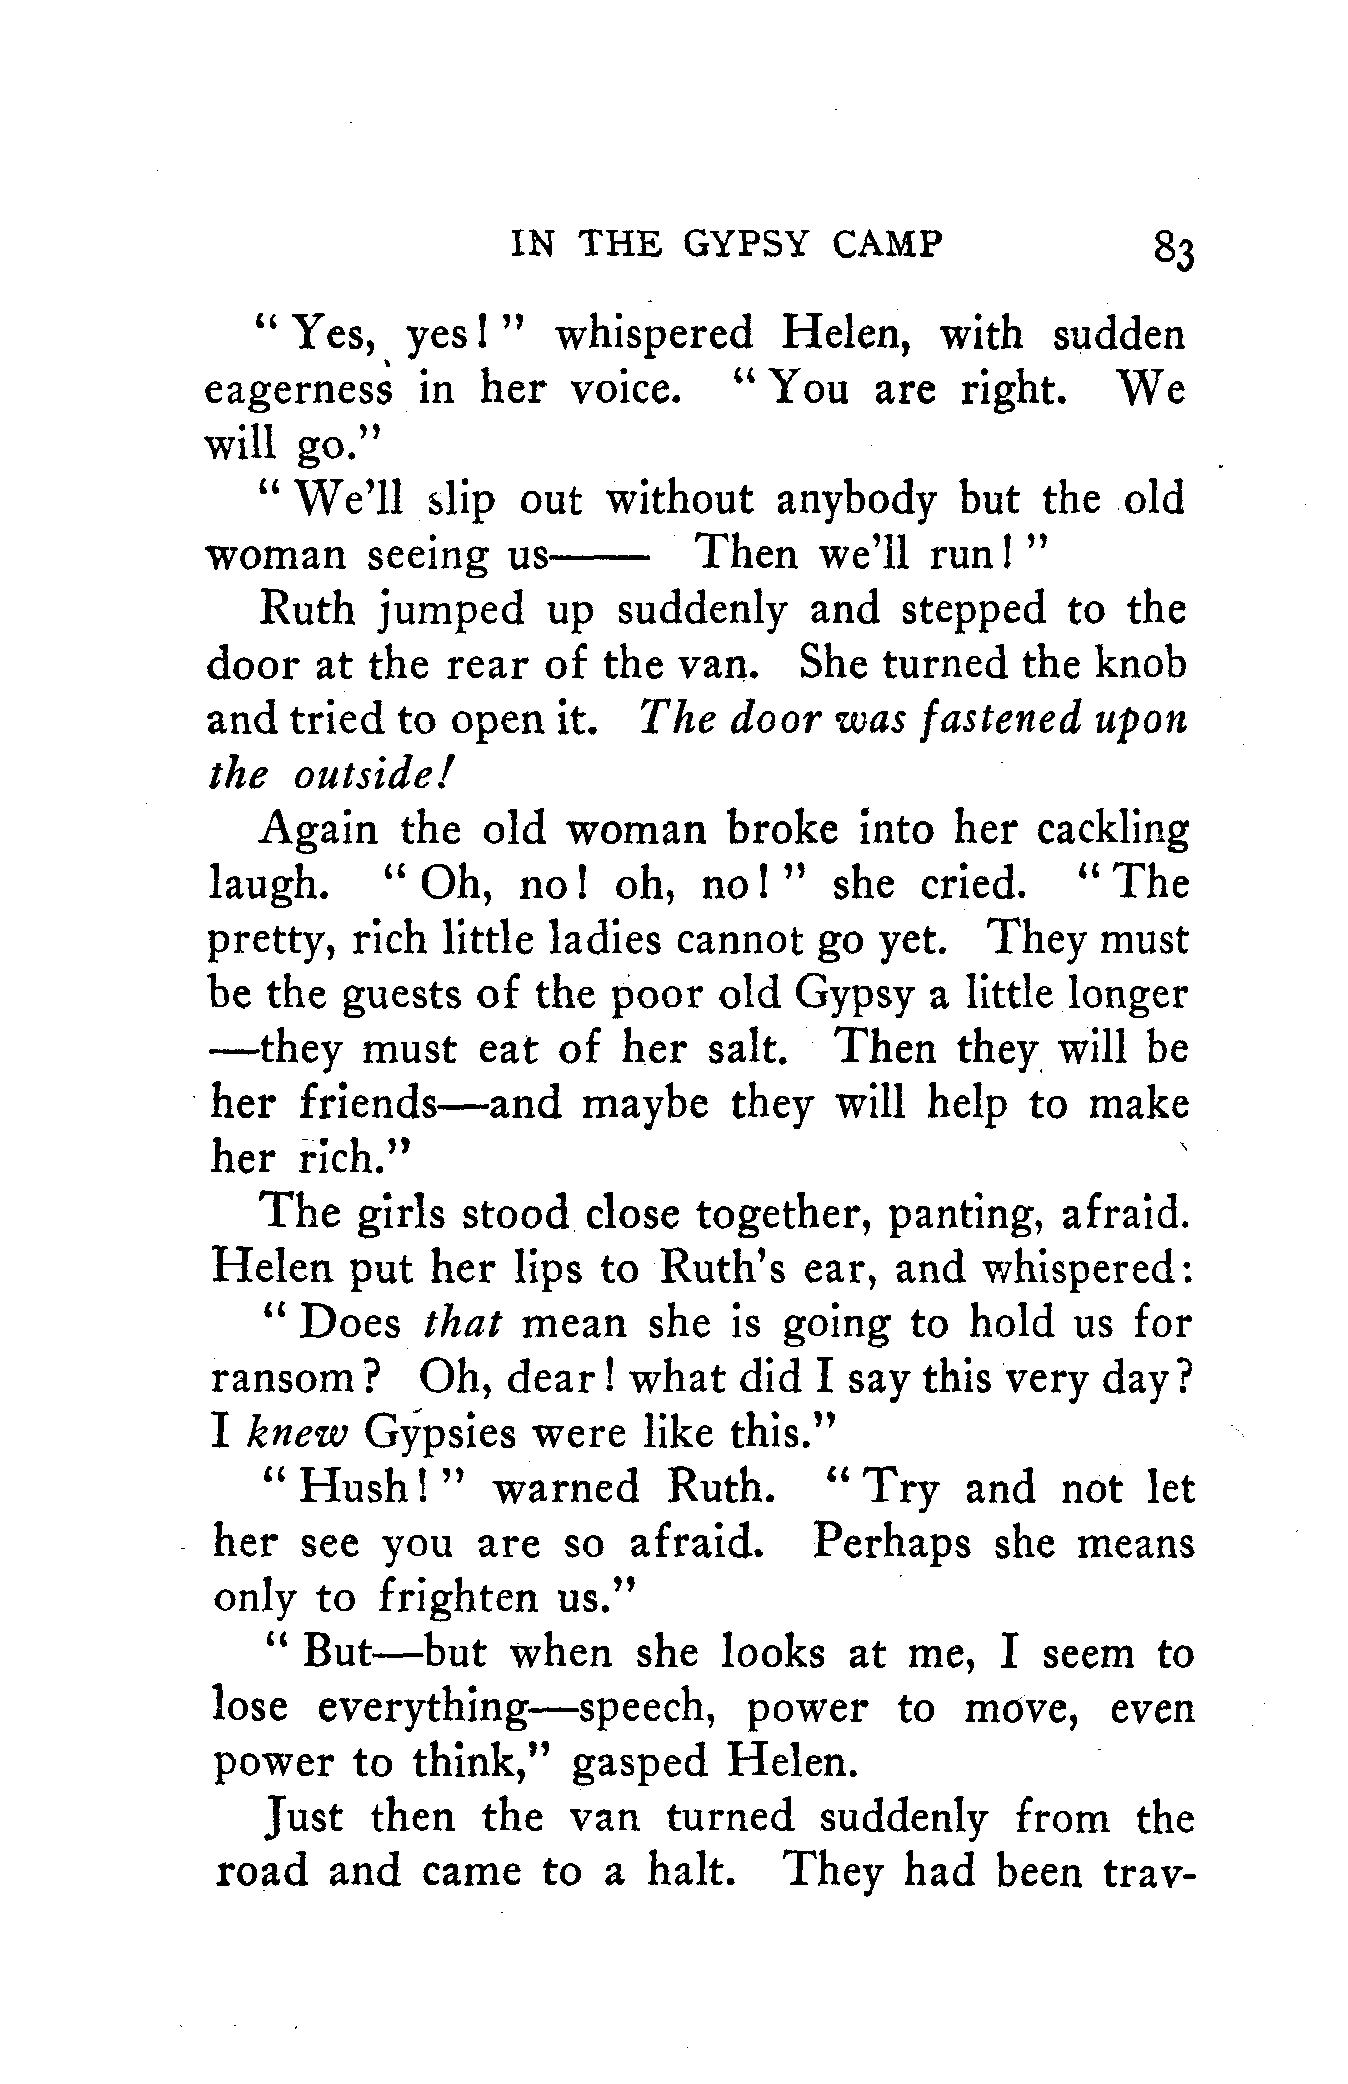 IN THE GYPSY CAMP 83
“ Yes, yes! ” whispered Helen, with sudden
eagerness in her voice. “ You are right. We
will go.”
“ We’ll slip out without anybody but the old
woman seeing us—— Then we’ll run! ”
Ruth jumped up suddenly and stepped to the
door at the rear of the van. She turned the knob
and tried to open it. The door was fastened upon
the outside!
Again the old woman broke into her cackling
laugh. “ Oh, no! oh, no! ” she cried. “ The
pretty, rich little ladies cannot go yet. They must
be the guests of the poor old Gypsy a little longer
—they must eat of her salt. Then they will be
her friends—and maybe they will help to make
her rich.”
The girls stood close together, panting, afraid.
Helen put her lips to Ruth’s ear, and whispered:
“ Does that mean she is going to hold us for
ransom? Oh, dear! what did I say this very day?
I knew Gypsies were like this.”
“ Hush! ” warned Ruth. “ Try and not let
her see you are so afraid. Perhaps she means
only to frighten us.”
“ But—but when she looks at me, I seem to
lose everything—speech, power to move, even
power to think,” gasped Helen.
Just then the van turned suddenly from the
road and came to a halt. They had been trav-